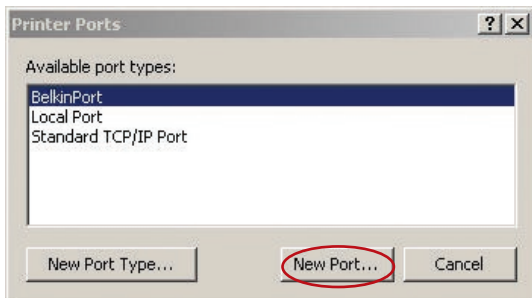 Printer Ports
Available port types:
BelkinPort
Local Port
Standard TCP/IP Port
New Port Type... New Port... Cancel